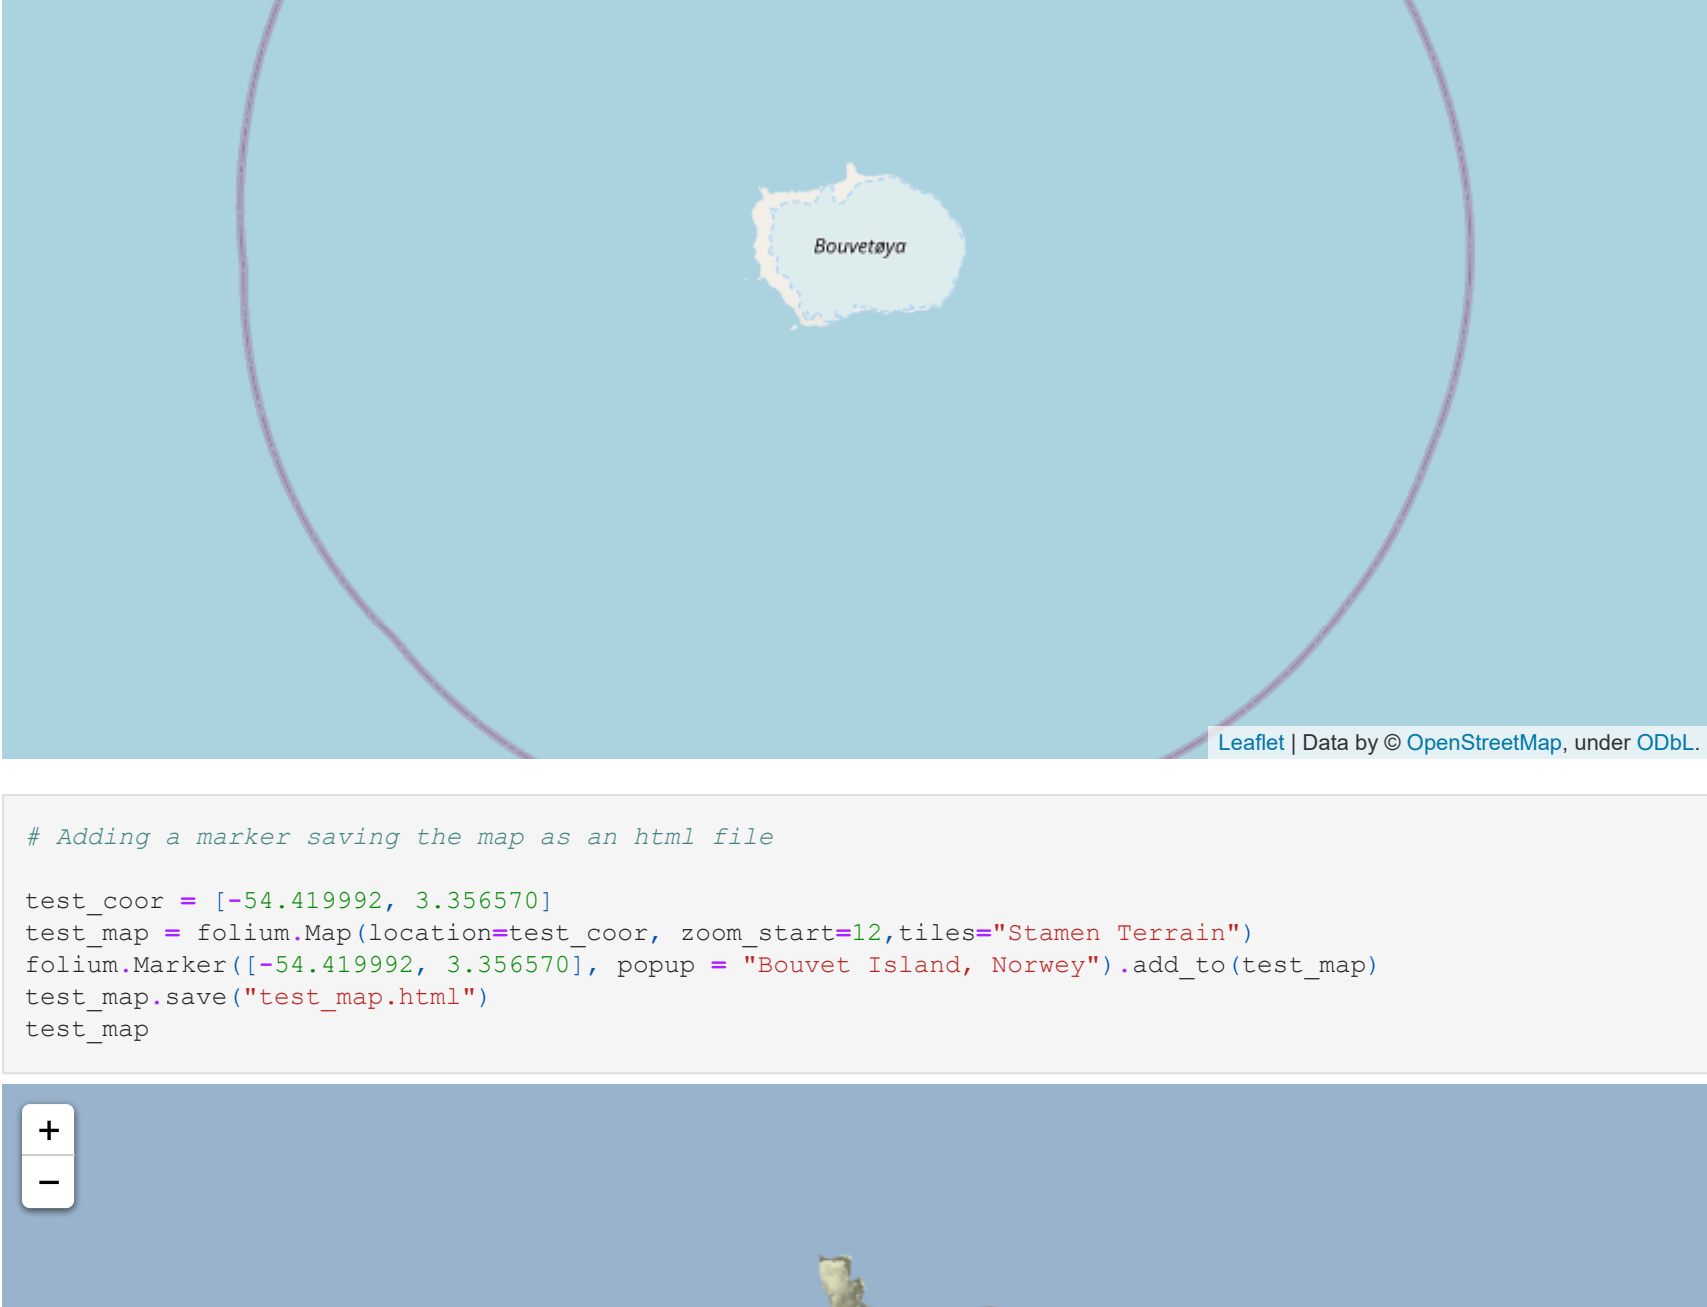 Bouvetøya
Leaflet | Data by © OpenStreetMap, under ODbL.
# Adding a marker saving the map as an html file
test_coor = [-54.419992, 3.356570]
test_map = folium.Map(location=test_coor, zoom_start=12,tiles="Stamen Terrain")
folium.Marker([-54.419992, 3.356570], popup = "Bouvet Island, Norwey").add_to(test_map)
test_map.save("test_map.html")
test_map
+
−